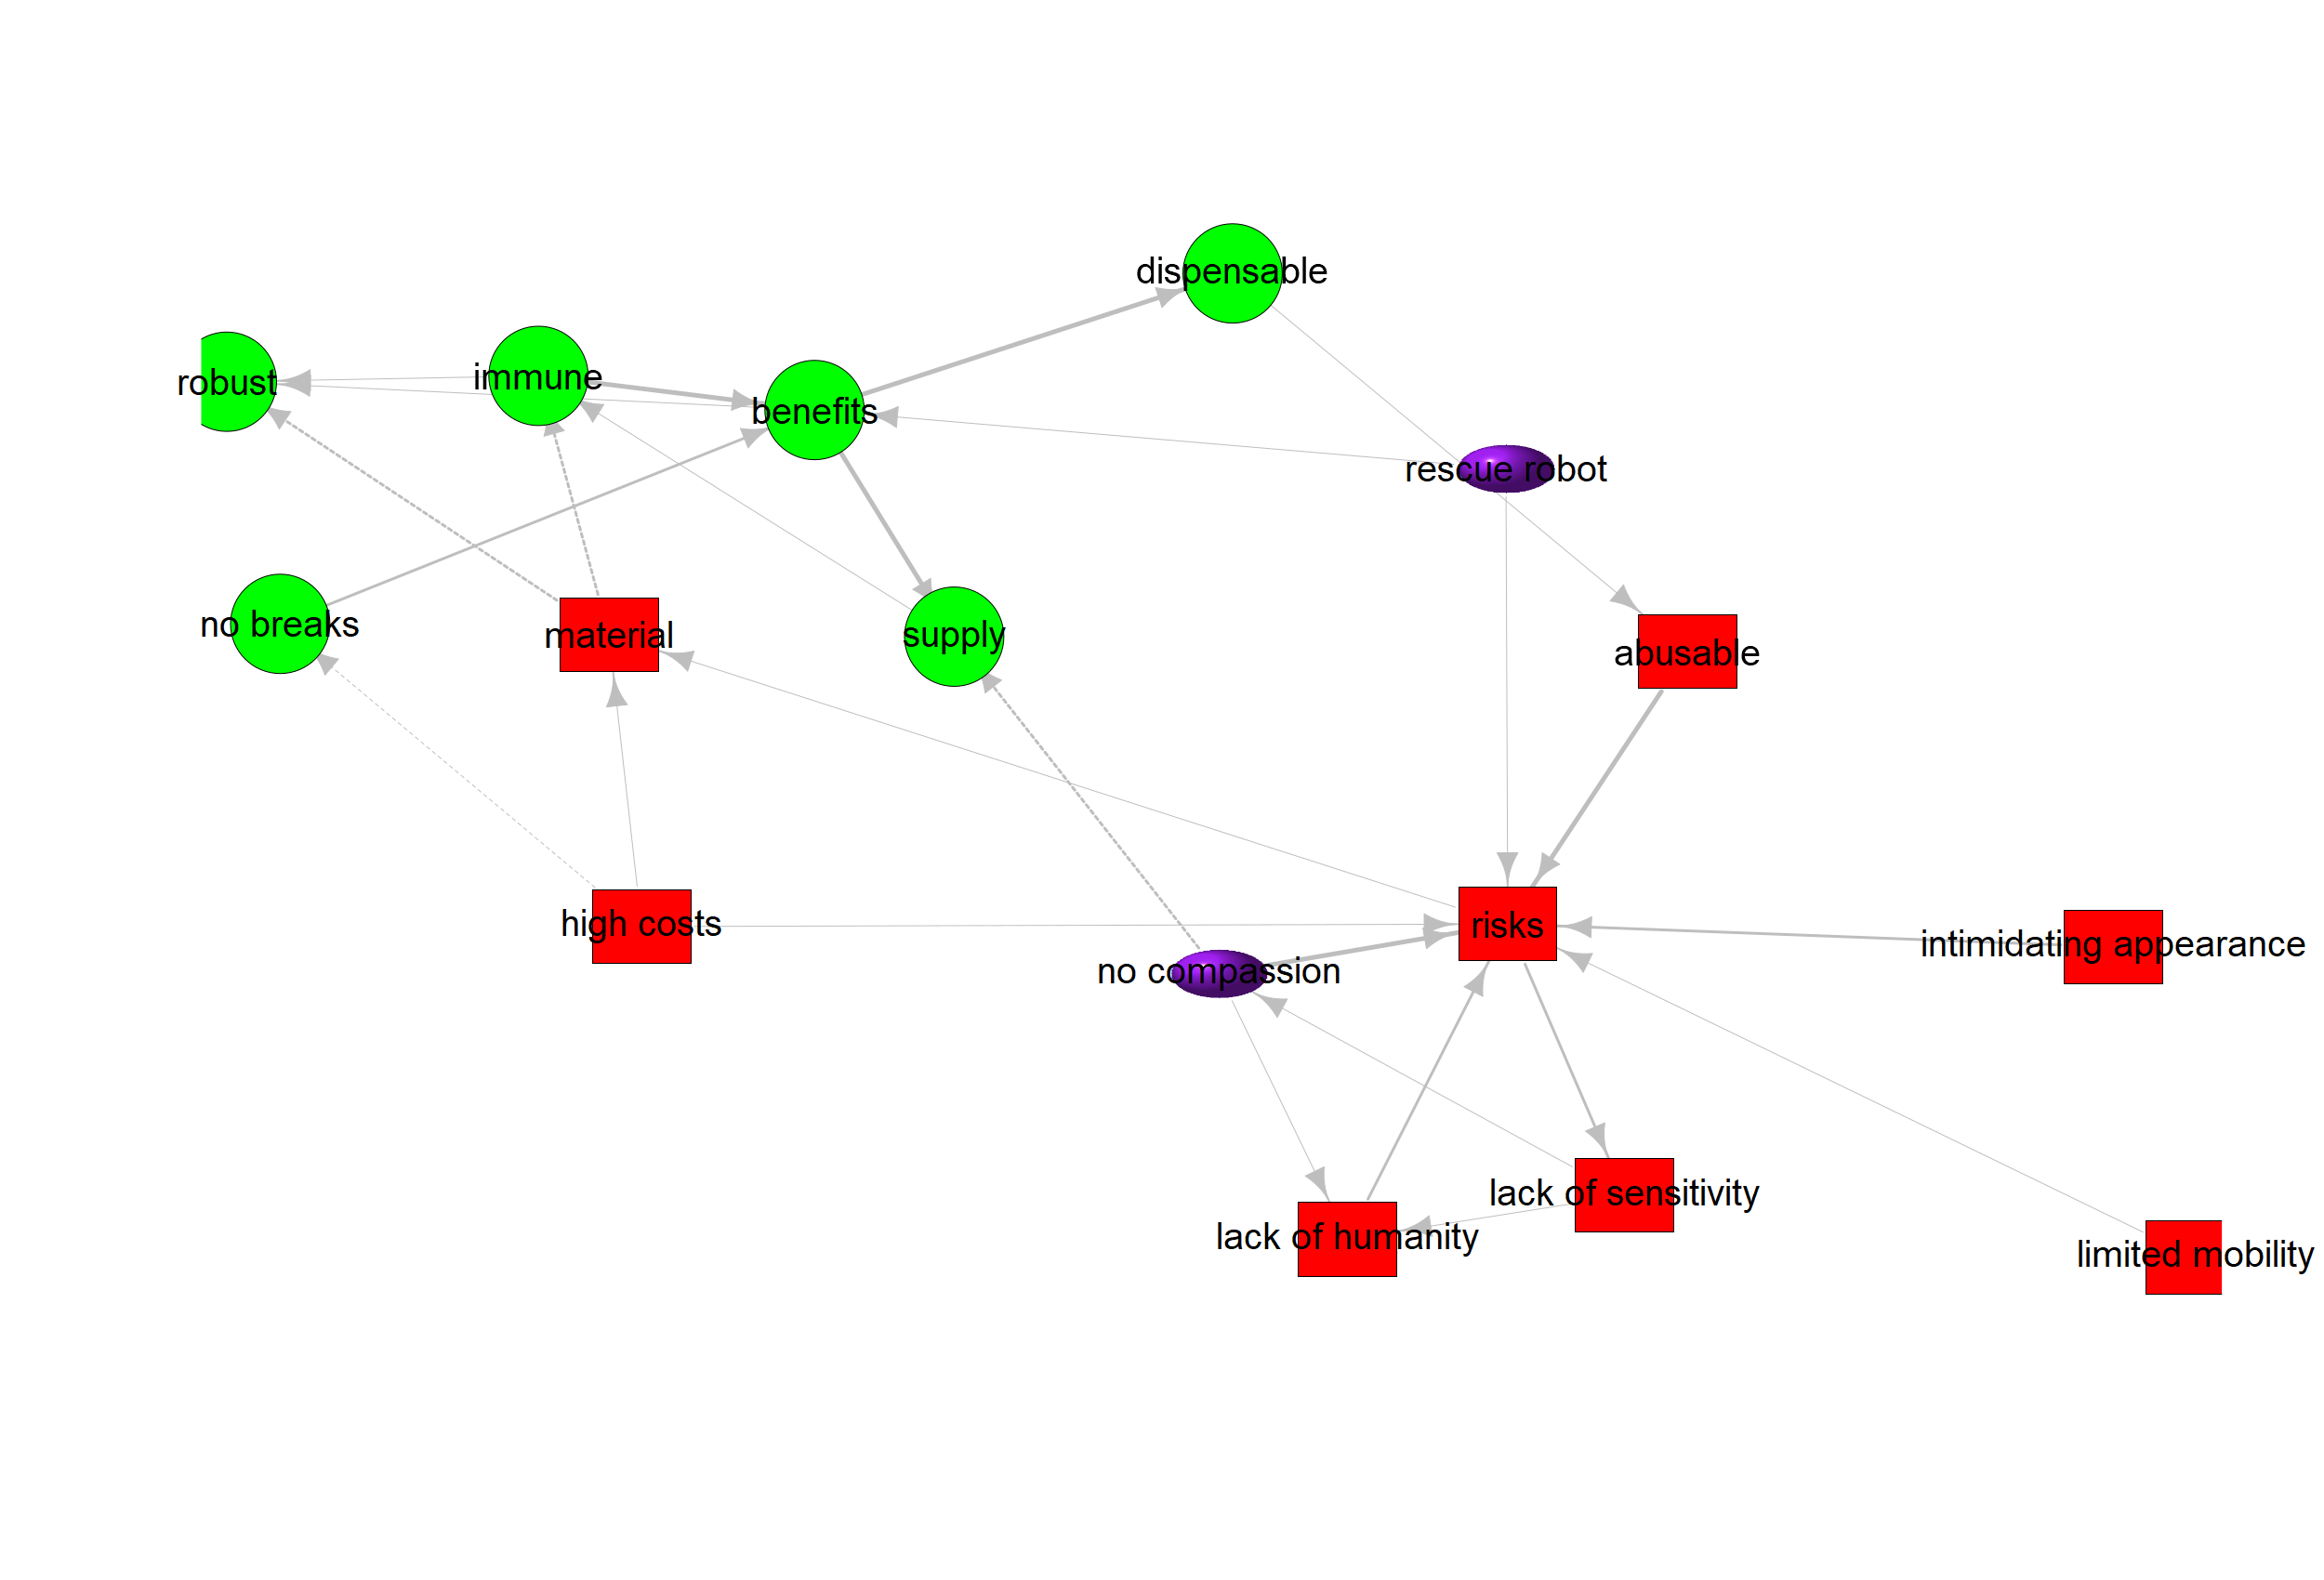 dispensable
robust
immune
benefits
rescue robot
no breaks
material
supply
abusable
high costs
risks
intimidating appearance
no compassion
lack of sensitivity
lack of humanity
limited mobility